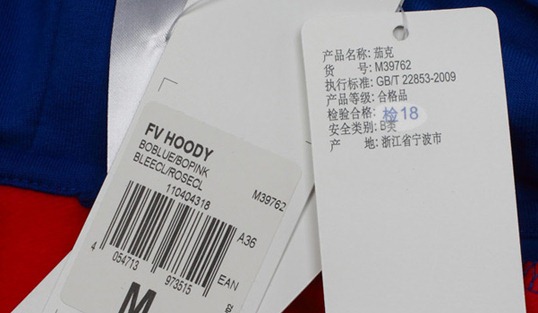 FV HOODY
BOBLUE/BOPINK
BLEECL/ROSECL
110404318
M39762
A36
4 054713 973515
EAN
M
产品名称: 茄克
货 号: M39762
执行标准: GB/T 22853-2009
产品等级: 合格品
检验合格: 检18
安全类别: B类
产 地: 浙江省宁波市